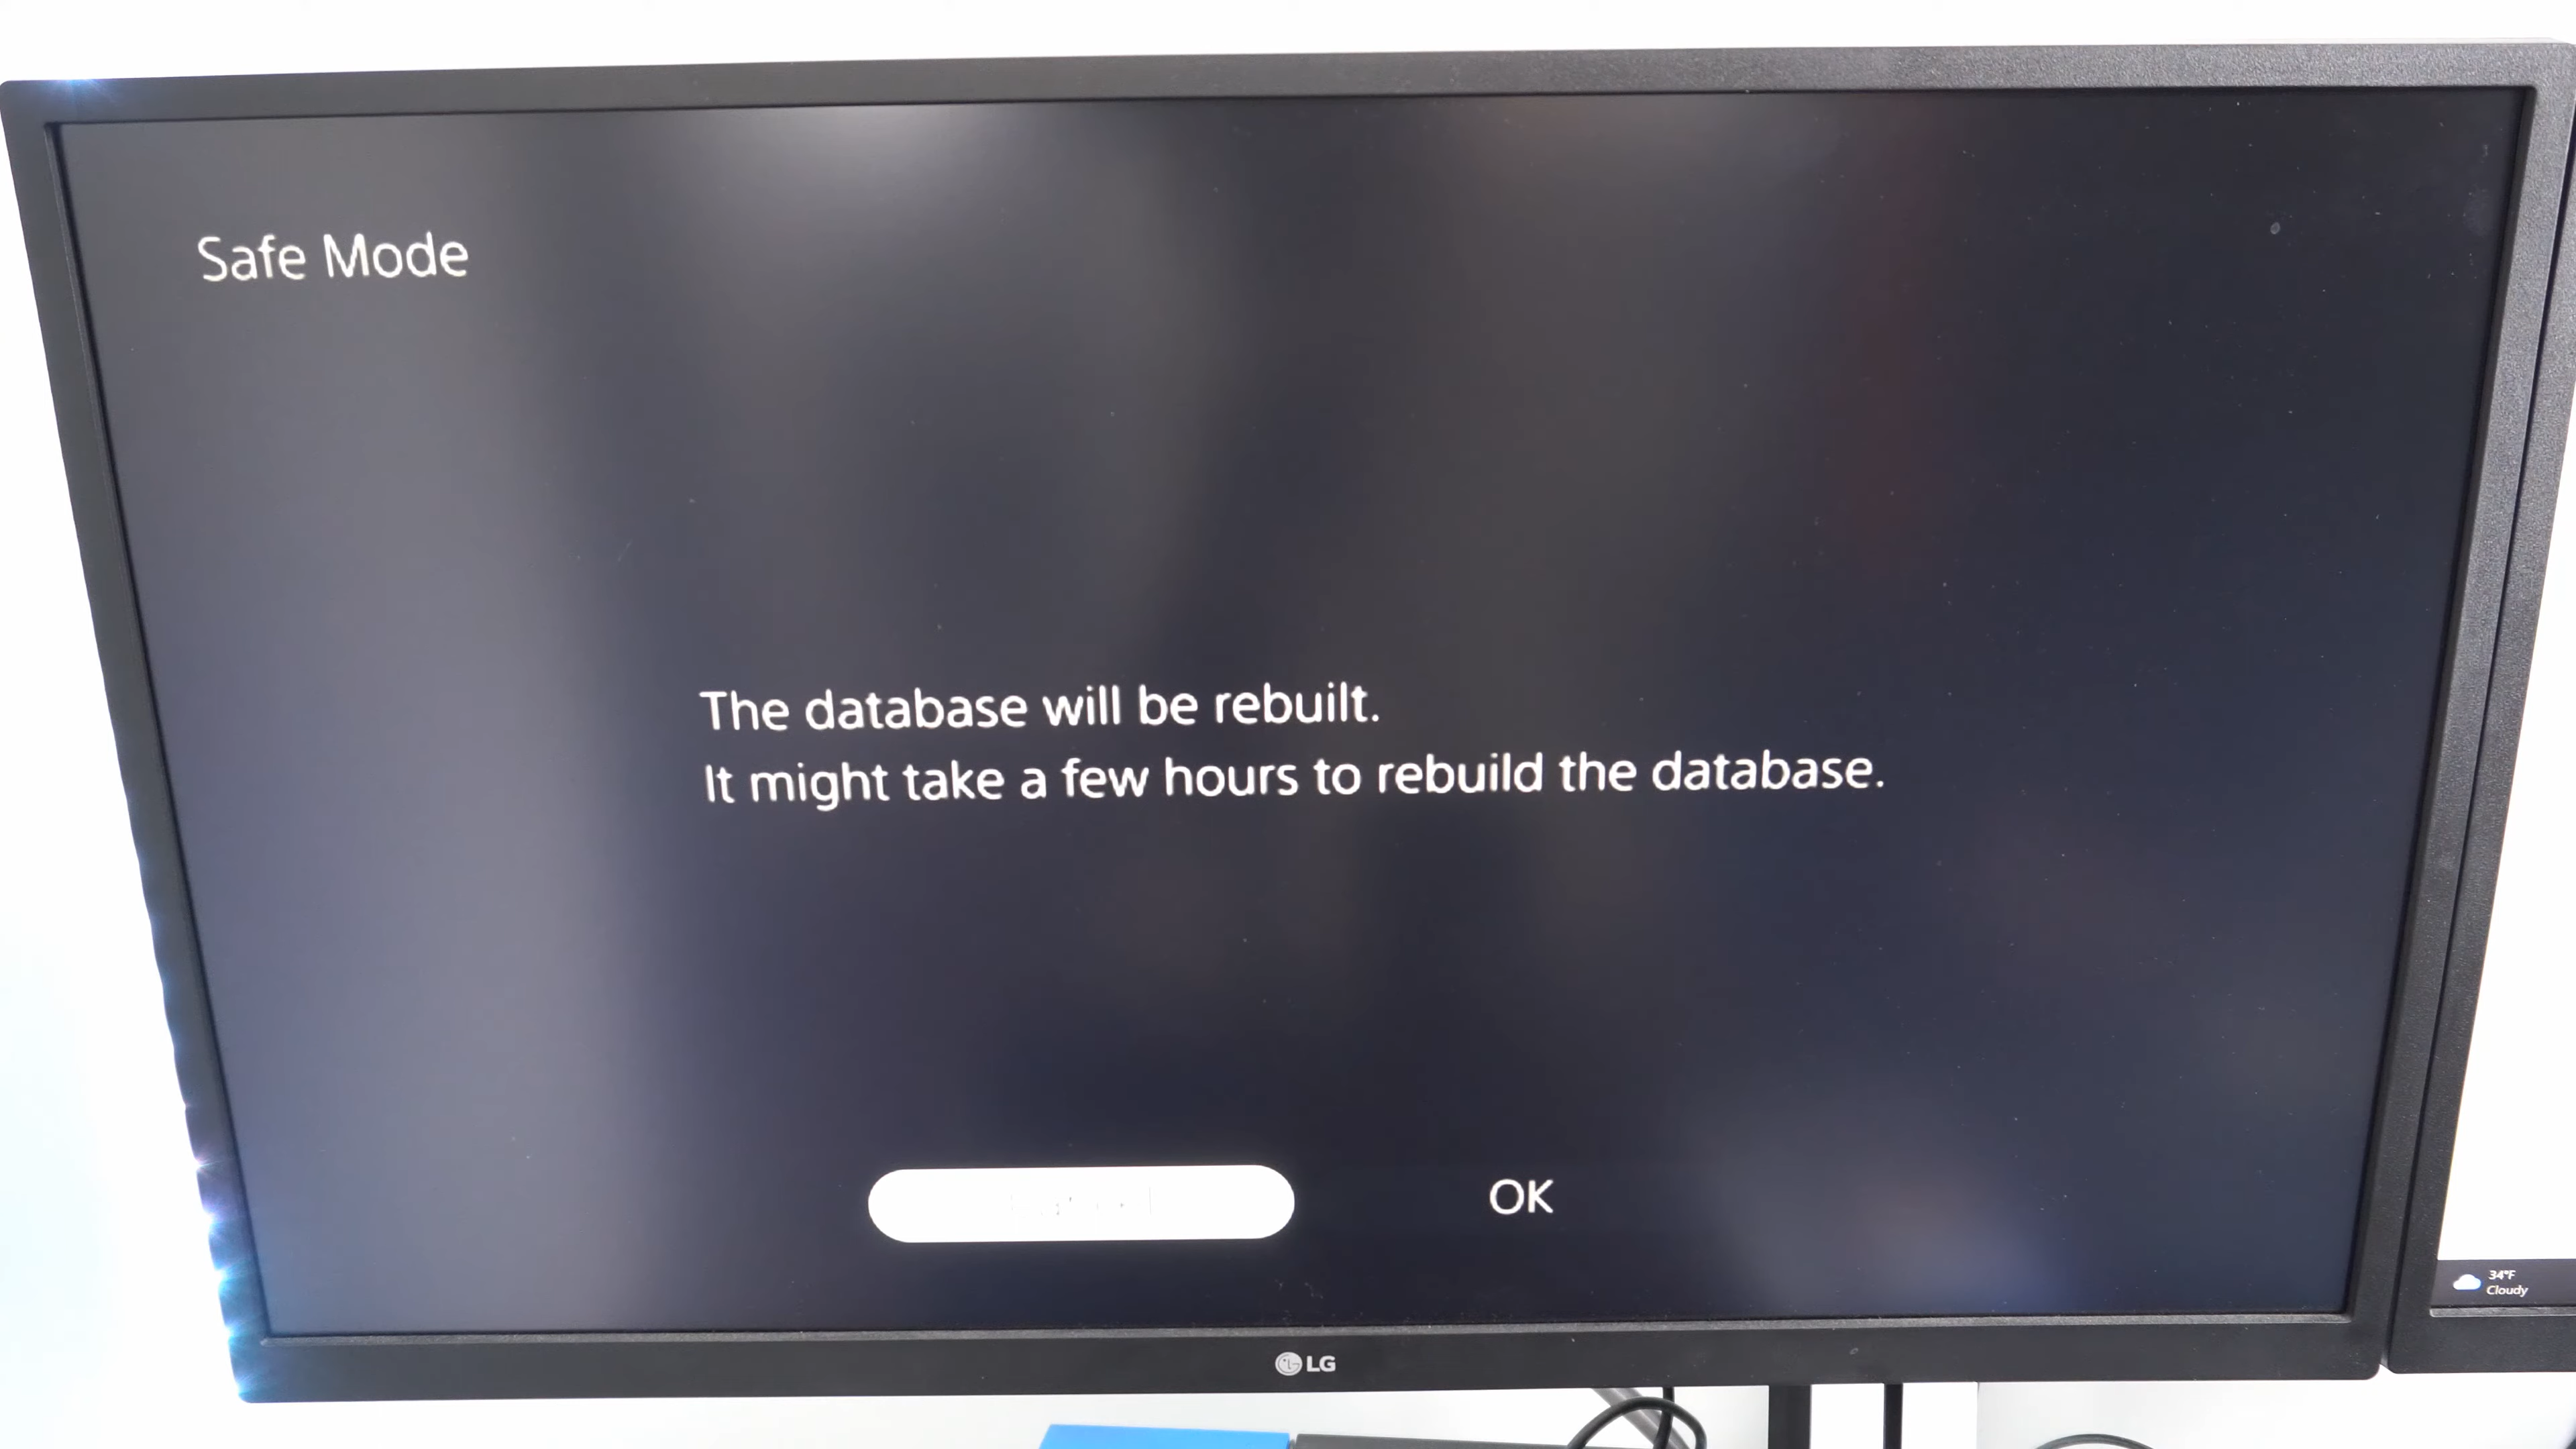 Safe Mode
The database will be rebuilt.
It might take a few hours to rebuild the database.
OK
34°F
Cloudy
LG